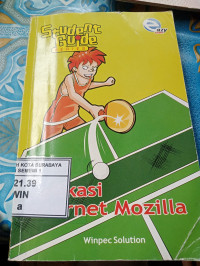 Student
Guide
H KOTA SURABAYA
21.39
WIN
a
kasi
rnet Mozilla
Winpec Solution